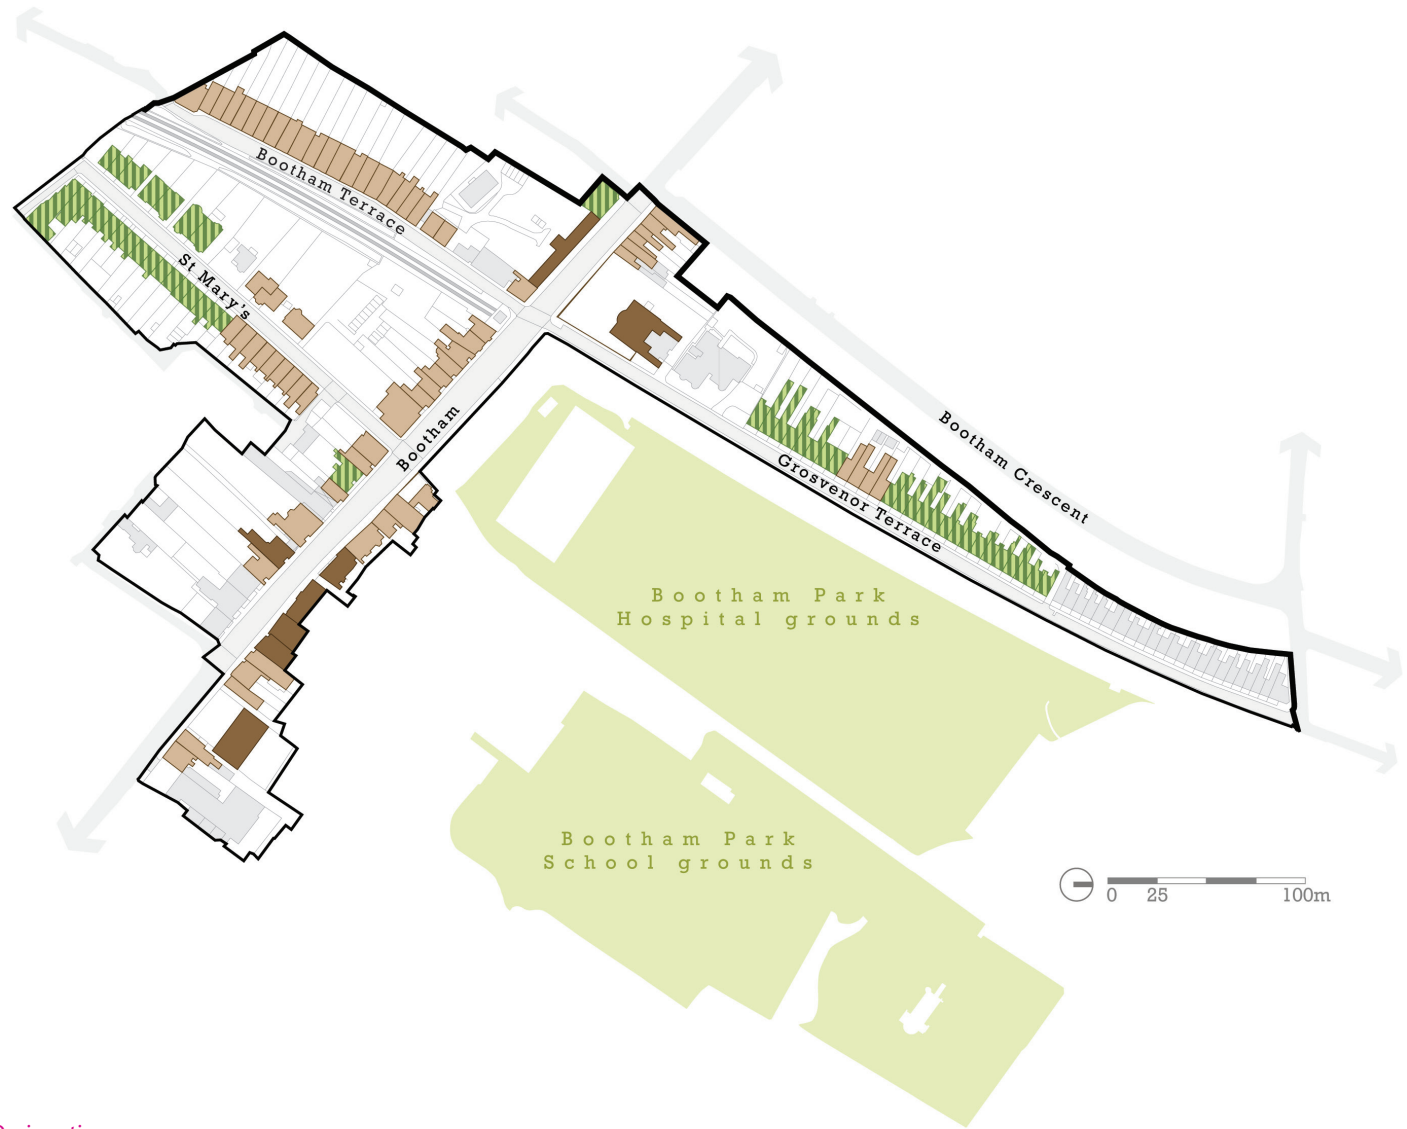 Bootham Terrace
St Mary's
Bootham
Bootham Crescent
Grosvenor Terrace
Bootham Park
Hospital grounds
Bootham Park
School grounds
0 25 100m